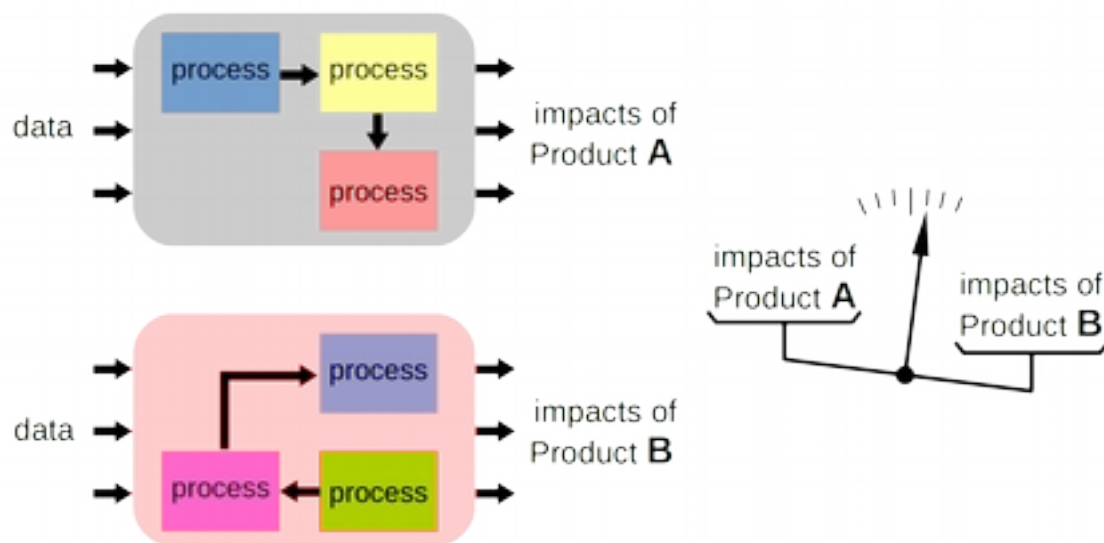 process
process
data
impacts of
Product A
process
process
data
impacts of
Product B
process
process
impacts of
Product A
impacts of
Product B